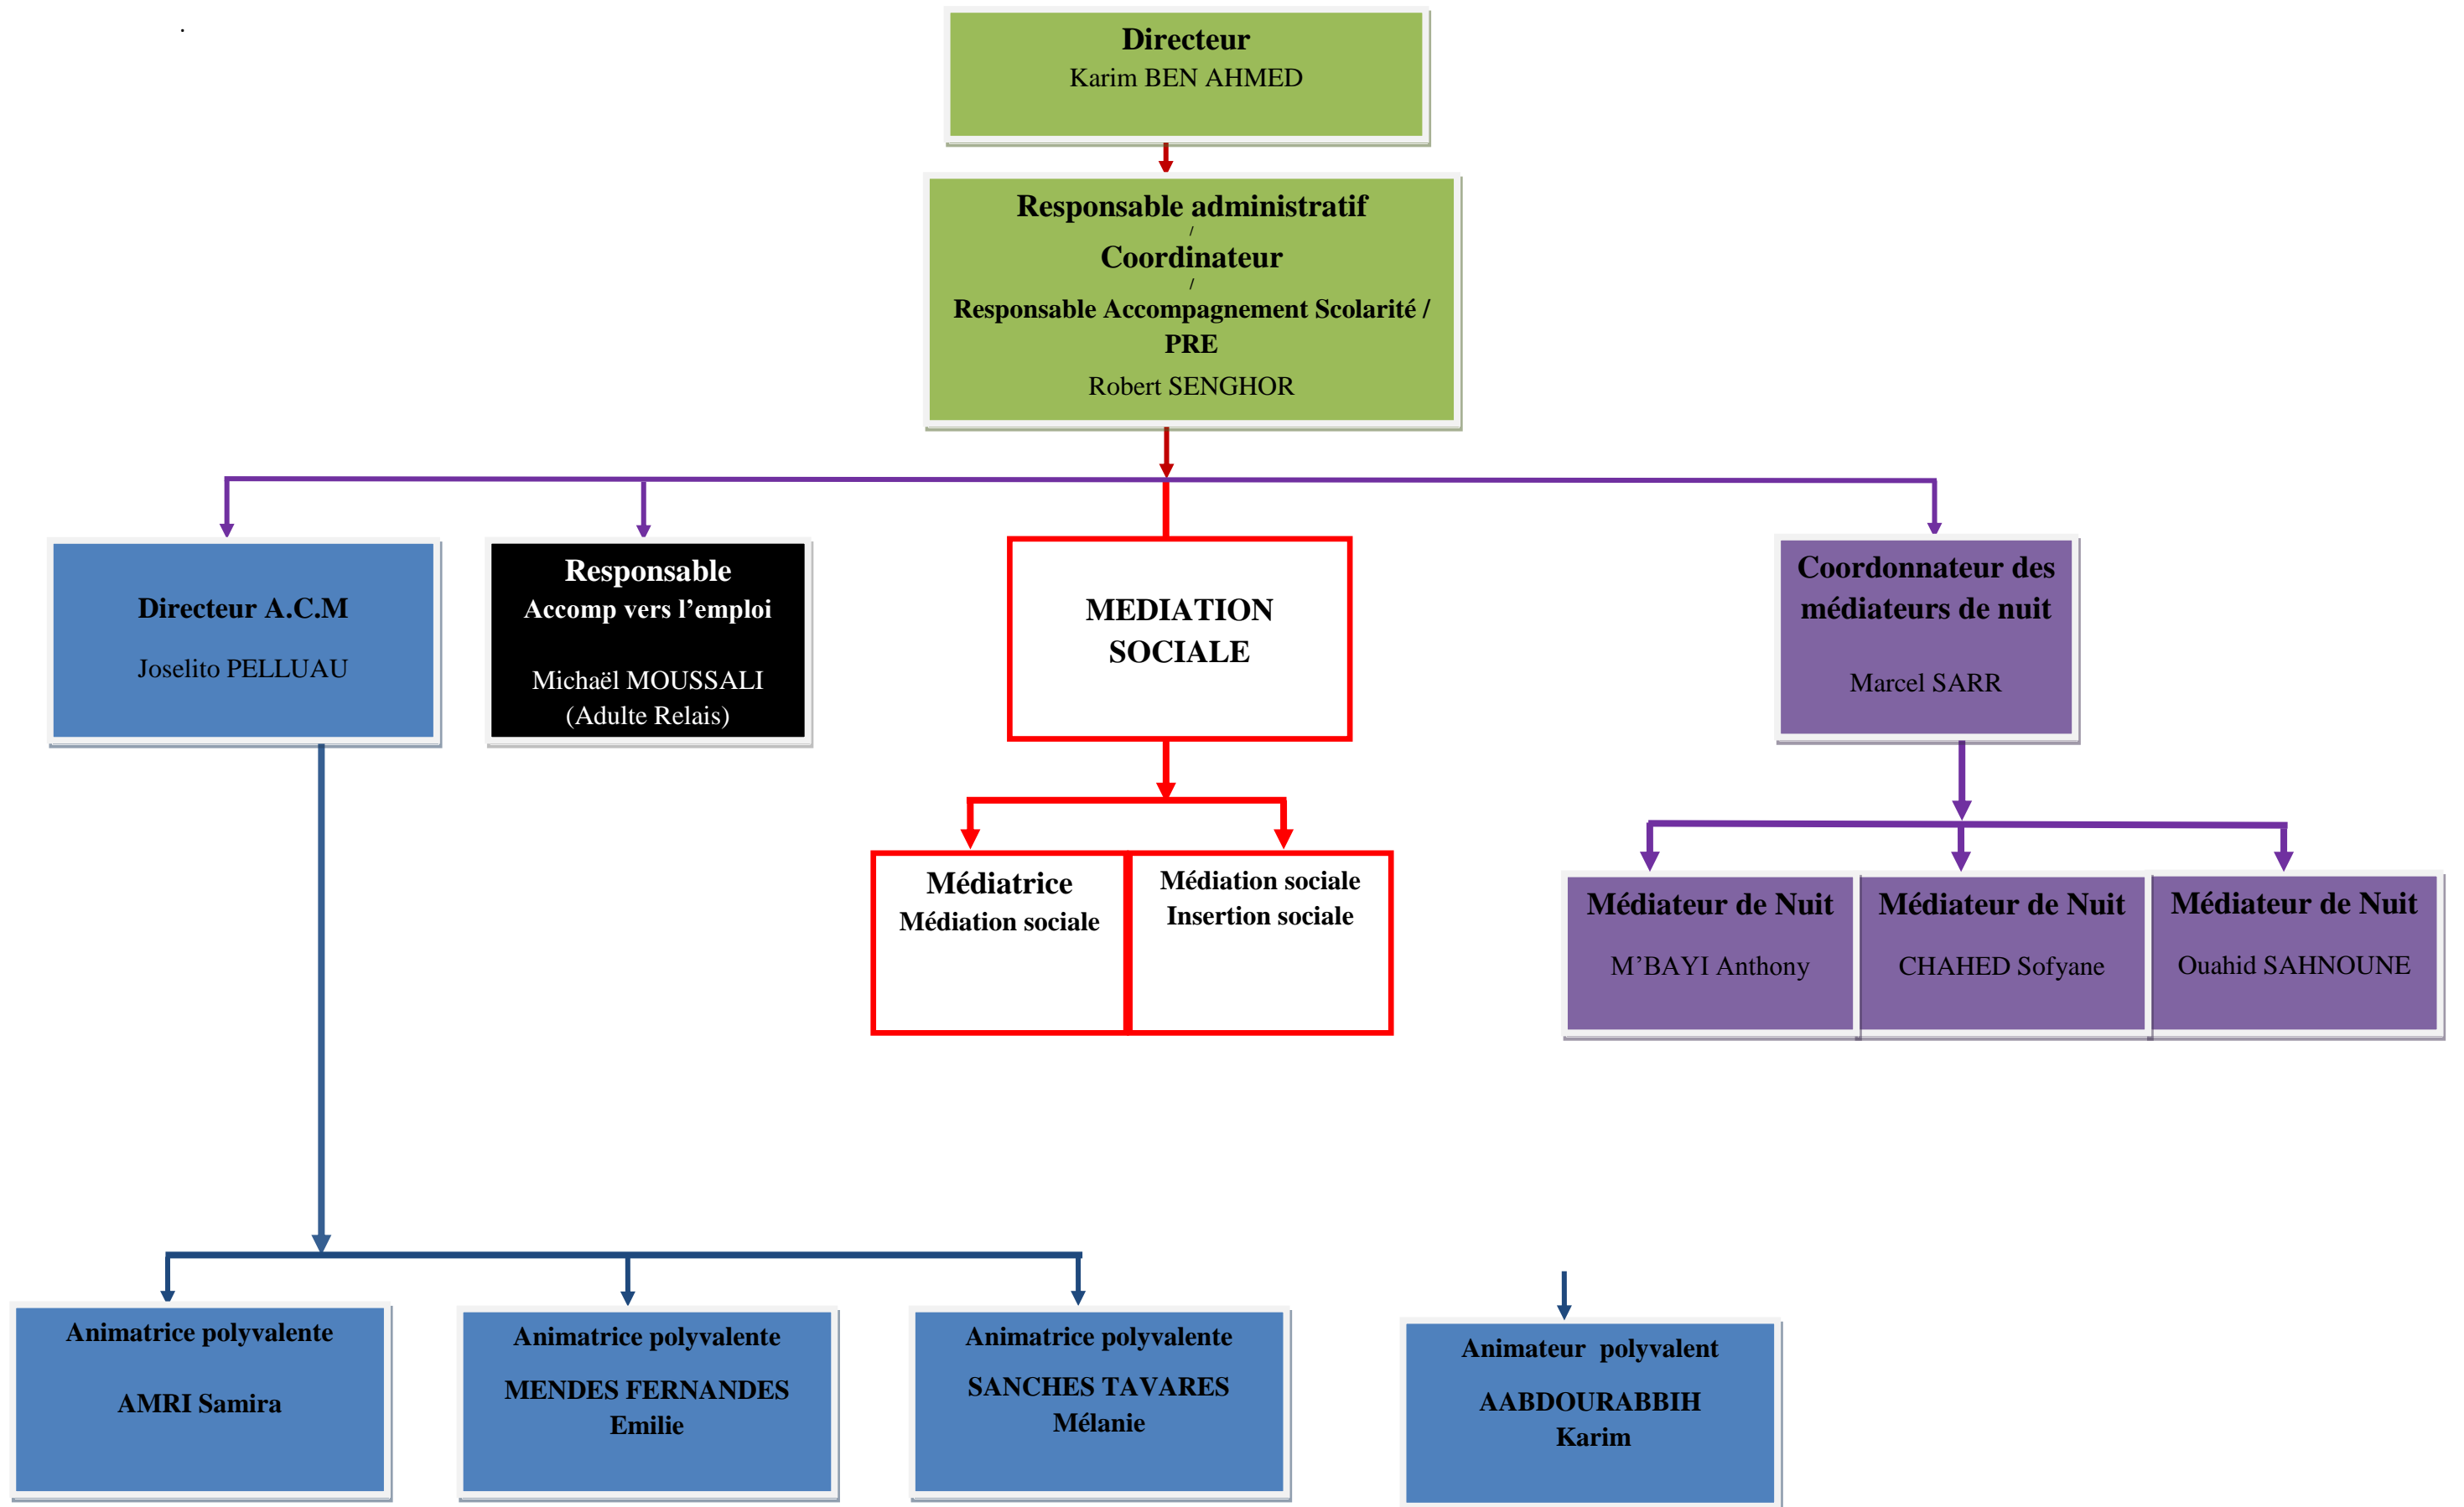 .
Directeur
Karim BEN AHMED
Responsable administratif
/
Coordinateur
/
Responsable Accompagnement Scolarité /
PRE
Robert SENGHOR
Directeur A.C.M
Joselito PELLUAU
Responsable
Accomp vers l’emploi
Michaël MOUSSALI
(Adulte Relais)
MEDIATION
SOCIALE
Coordonnateur des
médiateurs de nuit
Marcel SARR
Médiatrice
Médiation sociale
Médiation sociale
Insertion sociale
Médiateur de Nuit
M’BAYI Anthony
Médiateur de Nuit
CHAHED Sofyane
Médiateur de Nuit
Ouahid SAHNOUNE
Animatrice polyvalente
AMRI Samira
Animatrice polyvalente
MENDES FERNANDES
Emilie
Animatrice polyvalente
SANCHES TAVARES
Mélanie
Animateur  polyvalent
AABDOURABBIH
Karim